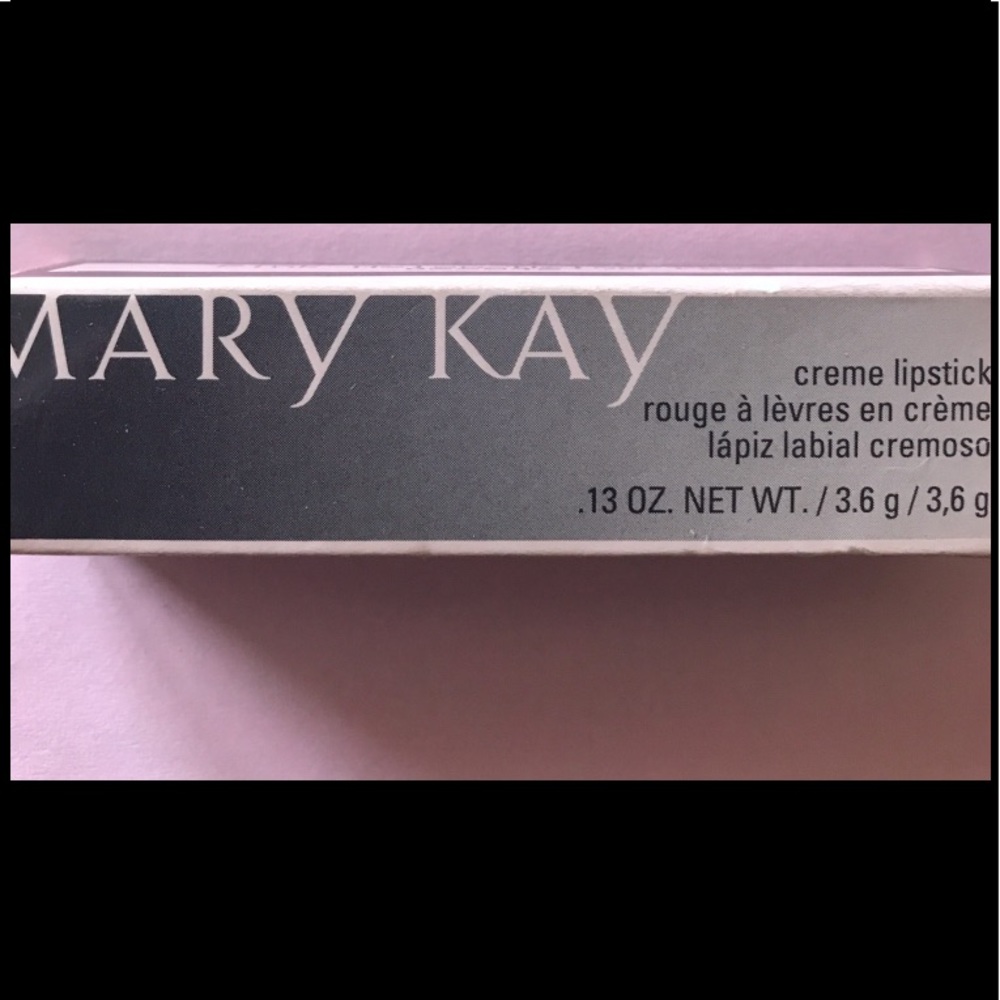 MARY KAY
creme lipstick
rouge à lèvres en crème
lápiz labial cremoso
.13 OZ. NET WT. / 3.6 g / 3,6 g